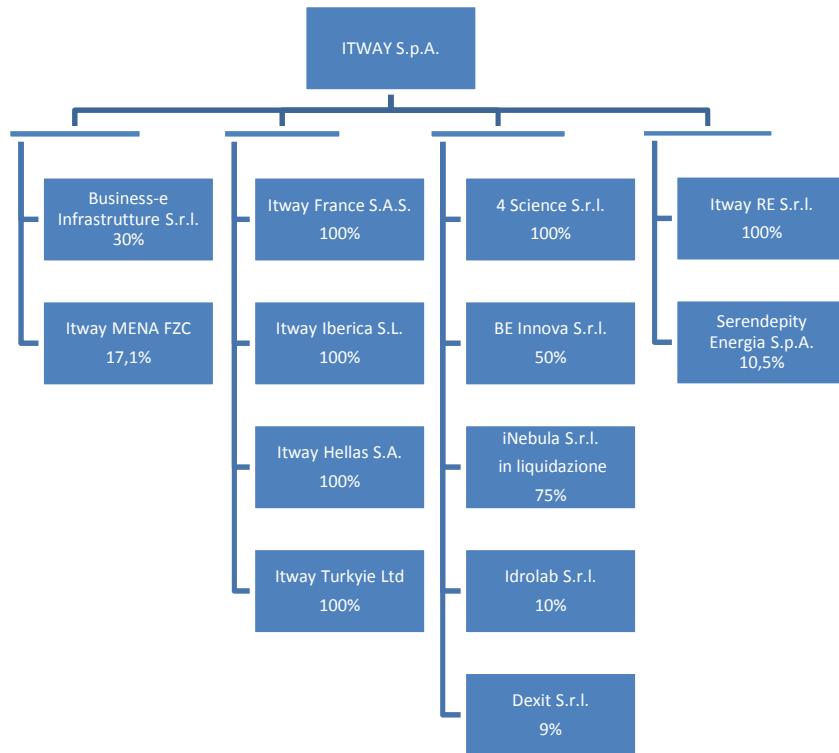 ITWAY S.p.A.
Business-e
Infrastrutture S.r.l.
30%
Itway MENA FZC
17,1%
Itway France S.A.S.
100%
Itway Iberica S.L.
100%
Itway Hellas S.A.
100%
Itway Turkyie Ltd
100%
4 Science S.r.l.
100%
BE Innova S.r.l.
50%
iNebula S.r.l.
in liquidazione
75%
Idrolab S.r.l.
10%
Dexit S.r.l.
9%
Itway RE S.r.l.
100%
Serendepity
Energia S.p.A.
10,5%